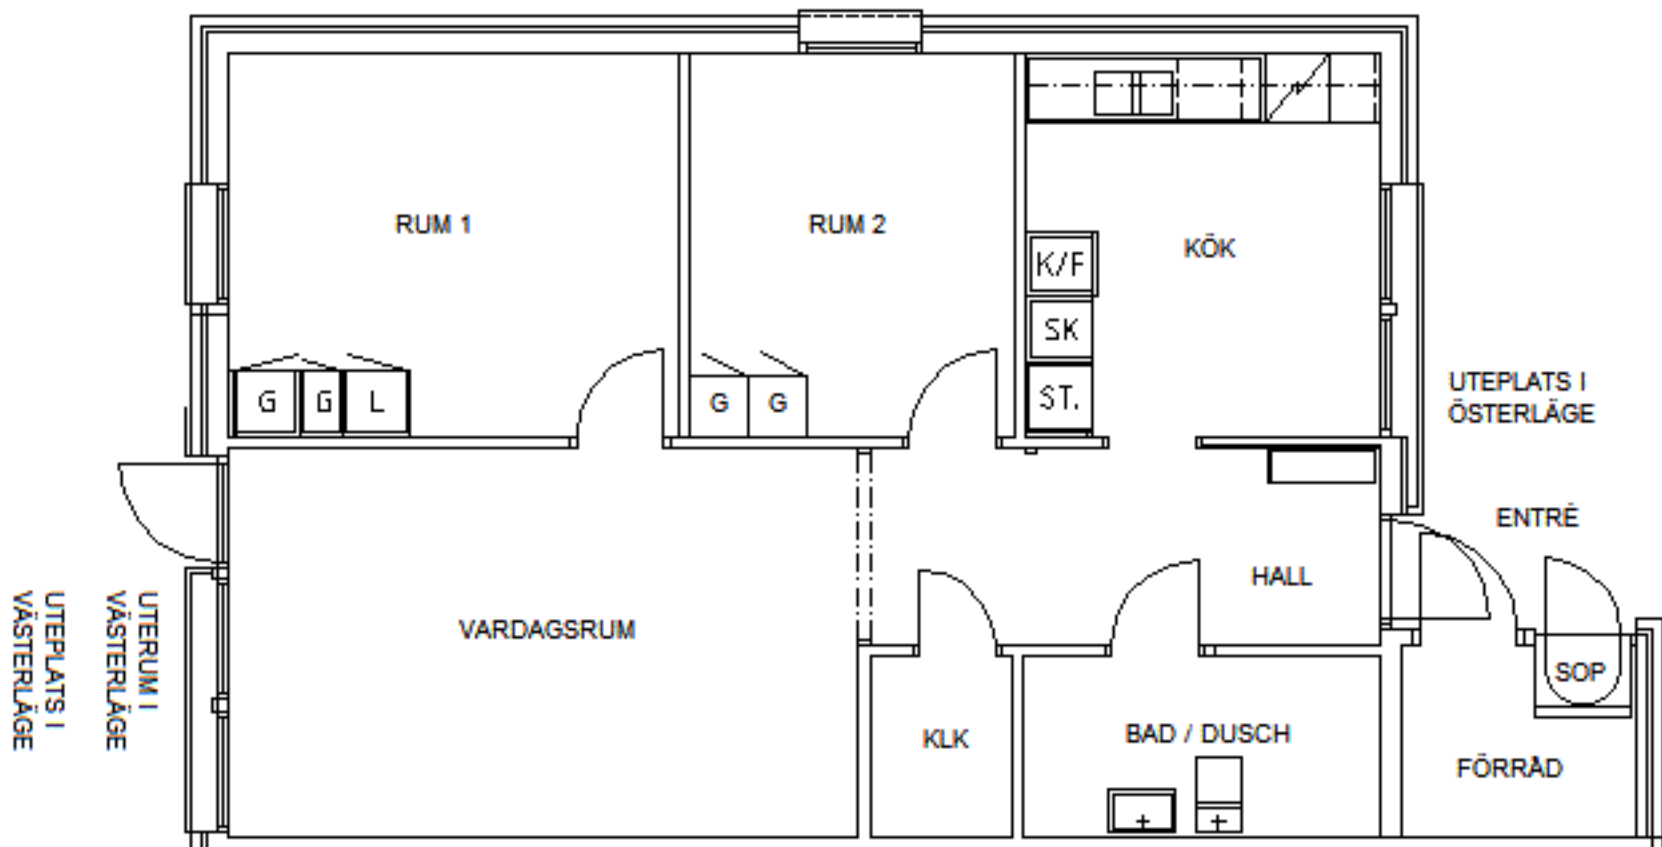 RUM 1
RUM 2
KÖK
K/F
SK
ST.
G
G
L
G
G
UTEPLATS I
ÖSTERLÄGE
ENTRÉ
HALL
VARDAGSRUM
UTERUM I
VÄSTERLÄGE
UTEPLATS I
VÄSTERLÄGE
KLK
BAD / DUSCH
SOP
FÖRRÅD